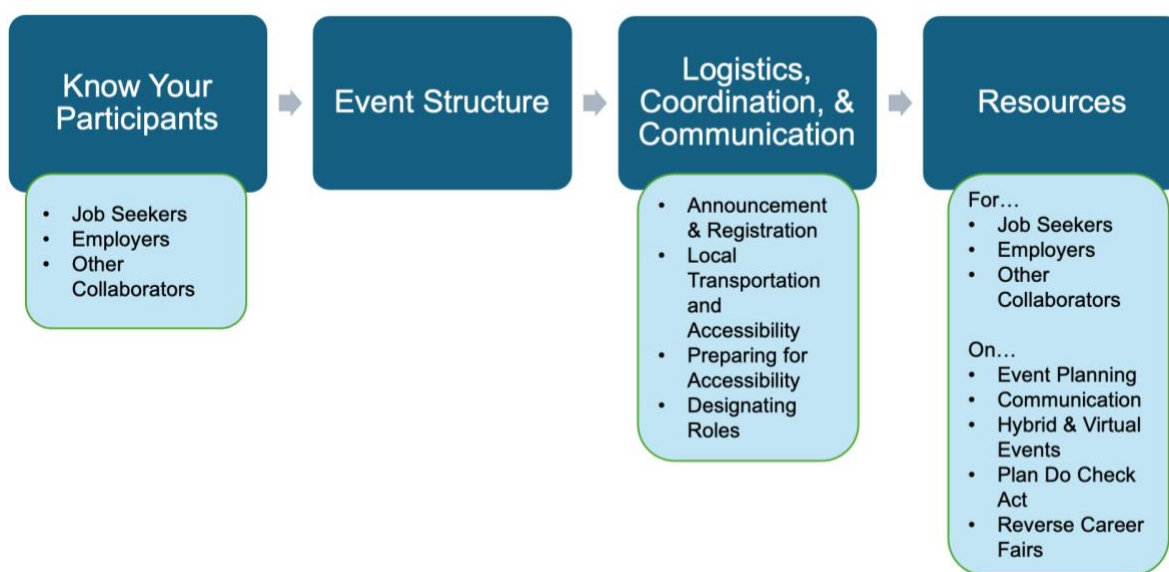 Know Your
Participants
• Job Seekers
• Employers
• Other
Collaborators
Event Structure
Logistics,
Coordination, &
Communication
• Announcement
& Registration
• Local
Transportation
and
Accessibility
• Preparing for
Accessibility
• Designating
Roles
Resources
For…
• Job Seekers
• Employers
• Other
Collaborators
On…
• Event Planning
• Communication
• Hybrid & Virtual
Events
• Plan Do Check
Act
• Reverse Career
Fairs